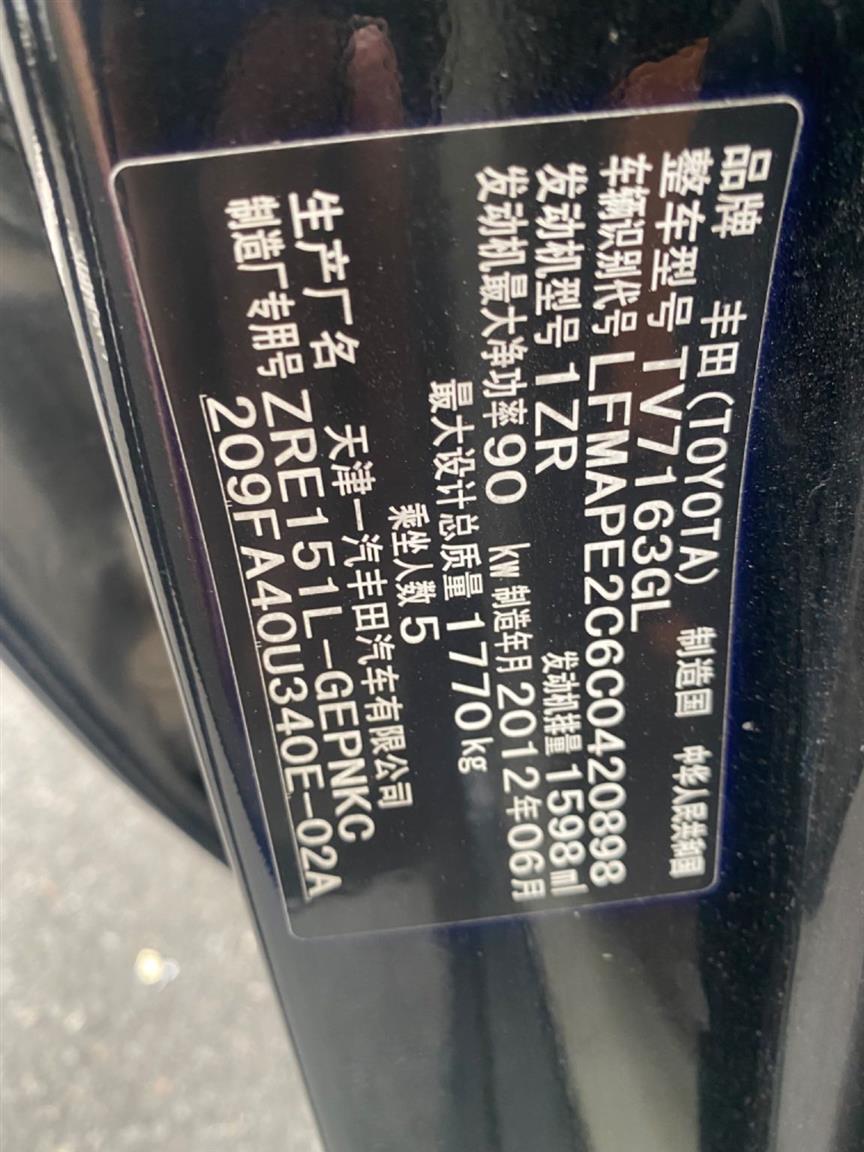 品牌 丰田(TOYOTA) 制造国 中华人民共和国
整车型号 TV7163GL
车辆识别代号 LFMAPE2C6C0420898
发动机型号 1ZR 发动机排量 1598ml
发动机最大净功率 90 kW 制造年月 2012年06月
最大设计总质量 1770kg
乘坐人数 5
生产厂名 天津一汽丰田汽车有限公司
制造厂专用号 ZRE151L-GEPNKC
209FA40U340E-02A